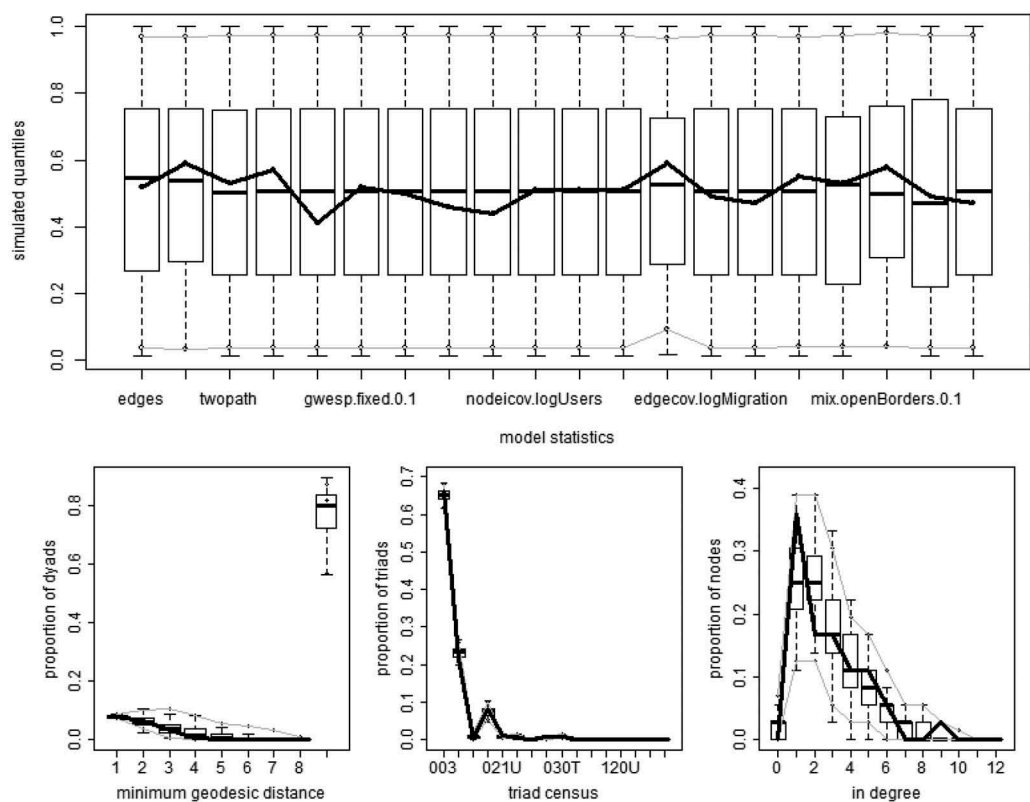 simulated quantiles
1.0
0.8
0.6
0.4
0.2
0.0
edges twopath gwesp.fixed.0.1 nodeicov.logUsers edgecov.logMigration mix.openBorders.0.1
model statistics
proportion of dyads
0.8
0.6
0.4
0.2
0.0
1 2 3 4 5 6 8
minimum geodesic distance
proportion of triads
0.7
0.6
0.5
0.4
0.3
0.2
0.1
0.0
003 021U 030T 120U
triad census
proportion of nodes
0.4
0.3
0.2
0.1
0.0
0 2 4 6 8 10 12
in degree